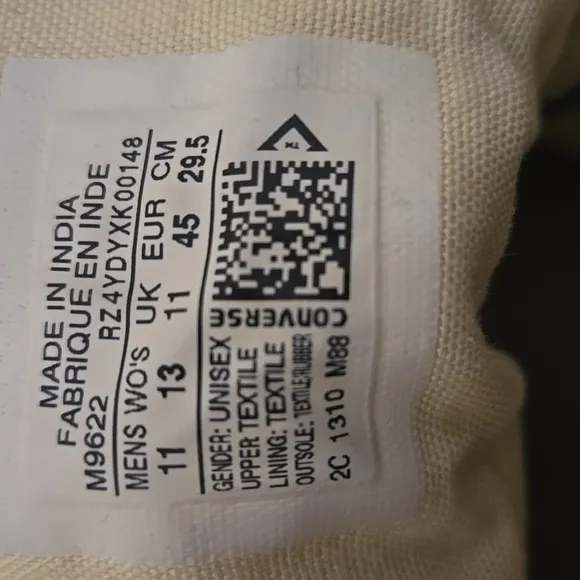 MADE IN INDIA
FABRIQUE EN INDE
M9622 RZ4YDYXK00148
MENS WO'S UK EUR CM
11 13 11 45 29.5
GENDER: UNISEX
UPPER TEXTILE
LINING: TEXTILE
OUTSOLE: TEXTILE/RUBBER
2C 1310 M88
CONVERSE
TM